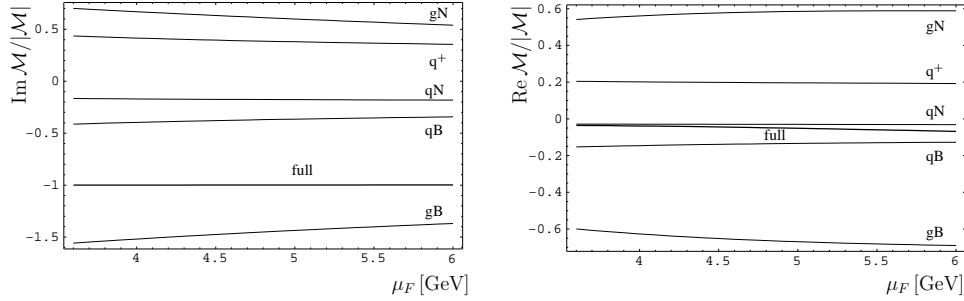 Im M/|M|
0.5
0
-0.5
-1
-1.5
gN
q+
qN
qB
full
gB
4
4.5
5
5.5
6
μF [GeV]
Re M/|M|
0.6
0.4
0.2
0
-0.2
-0.4
-0.6
gN
q+
qN
full
qB
gB
4
4.5
5
5.5
6
μF [GeV]